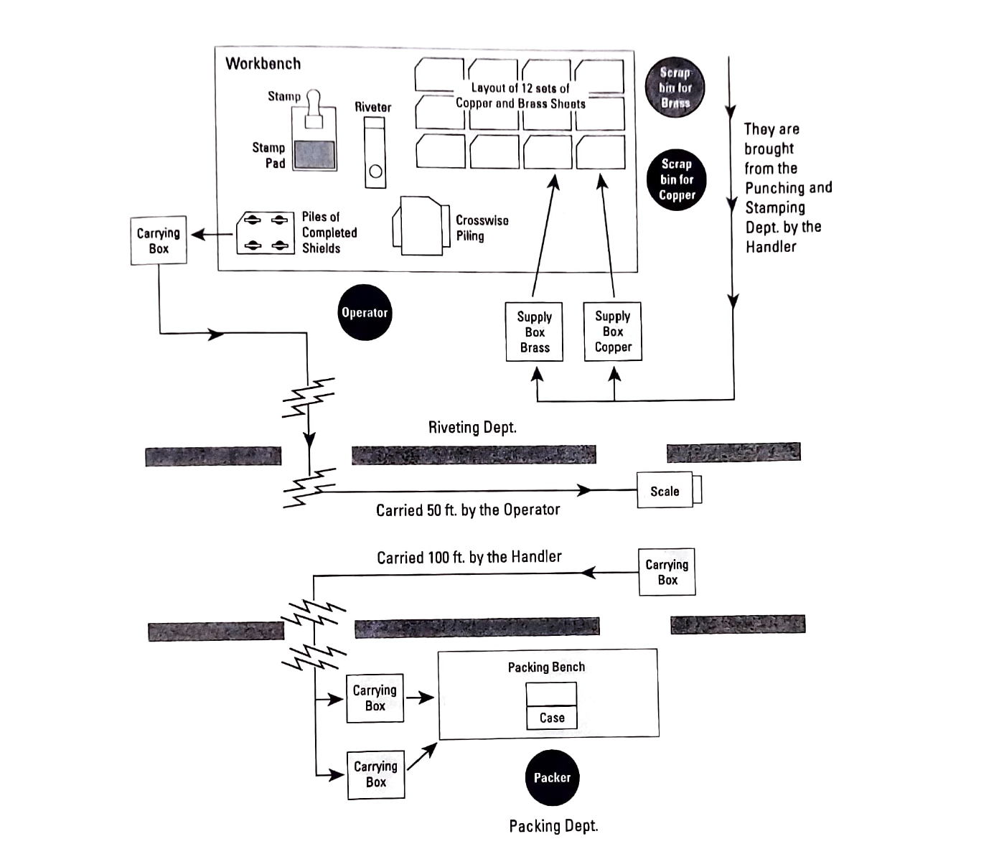 Workbench
Stamp
Stamp
Pad
Riveter
Layout of 12 sets of
Copper and Brass Sheets
Scrap
bin for
Brass
Scrap
bin for
Copper
They are
brought
from the
Punching and
Stamping
Dept. by the
Handler
Carrying
Box
Piles of
Completed
Shields
Crosswise
Piling
Operator
Supply
Box
Brass
Supply
Box
Copper
Riveting Dept.
Scale
Carried 50 ft. by the Operator
Carried 100 ft. by the Handler
Carrying
Box
Packing Bench
Case
Carrying
Box
Carrying
Box
Packer
Packing Dept.